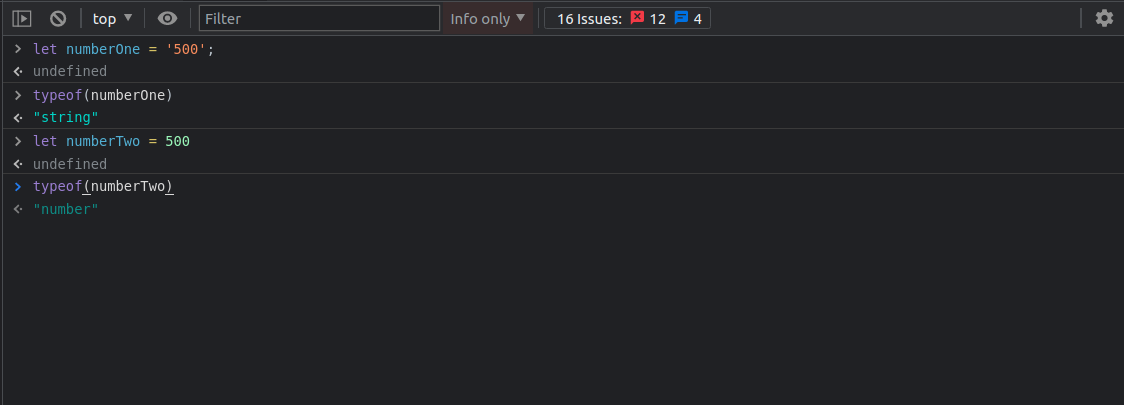 top Filter Info only 16 Issues: 12 4
let numberOne = '500';
undefined
typeof(numberOne)
"string"
let numberTwo = 500
undefined
typeof(numberTwo)
"number"